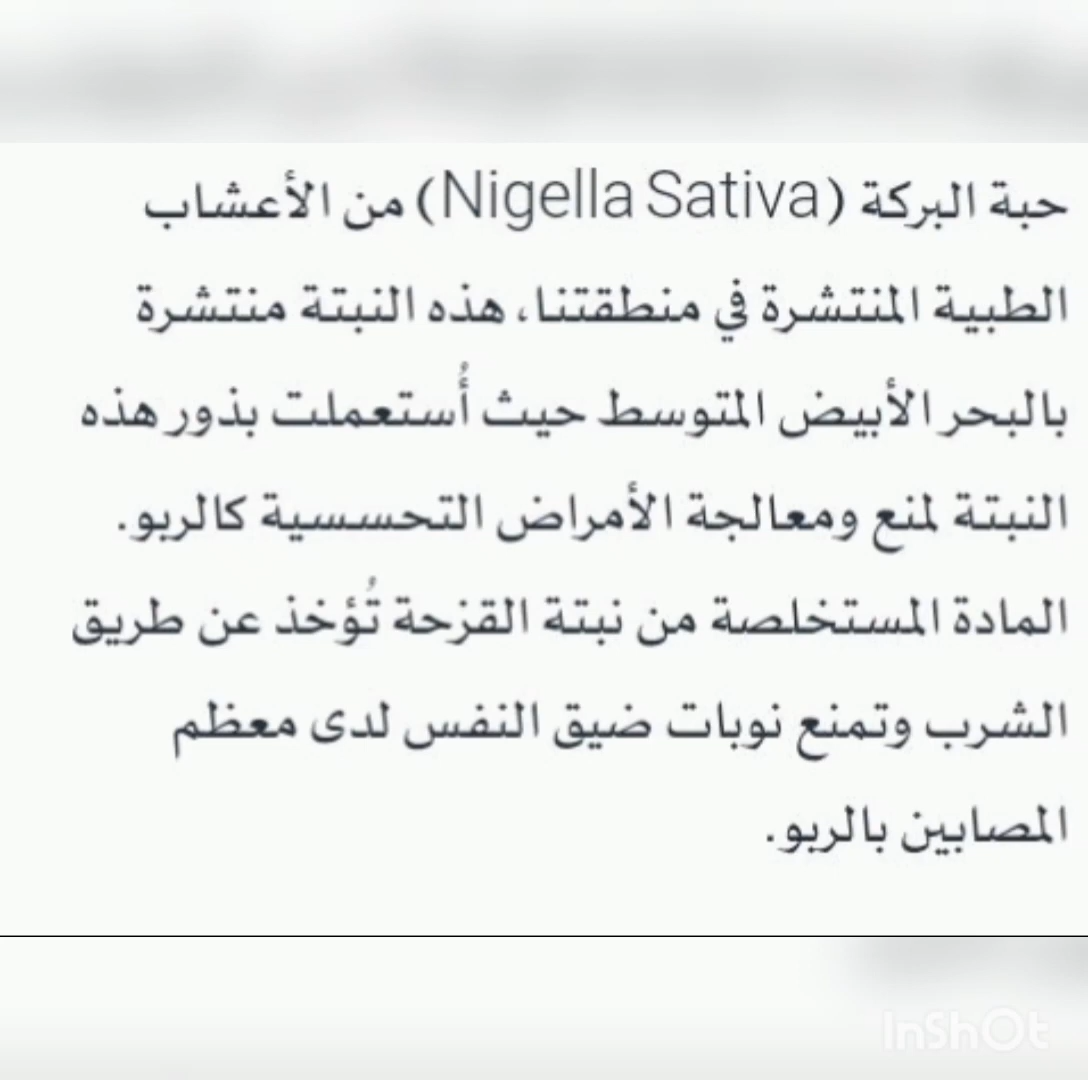 حبة البركة (Nigella Sativa) من الأعشاب
الطبية المنتشرة في منطقتنا، هذه النبتة منتشرة
بالبحر الأبيض المتوسط حيث أُستعملت بذور هذه
النبتة لمنع ومعالجة الأمراض التحسسية كالربو.
المادة المستخلصة من نبتة القزحة تُؤخذ عن طريق
الشرب وتمنع نوبات ضيق النفس لدى معظم
المصابين بالربو.
InShOt